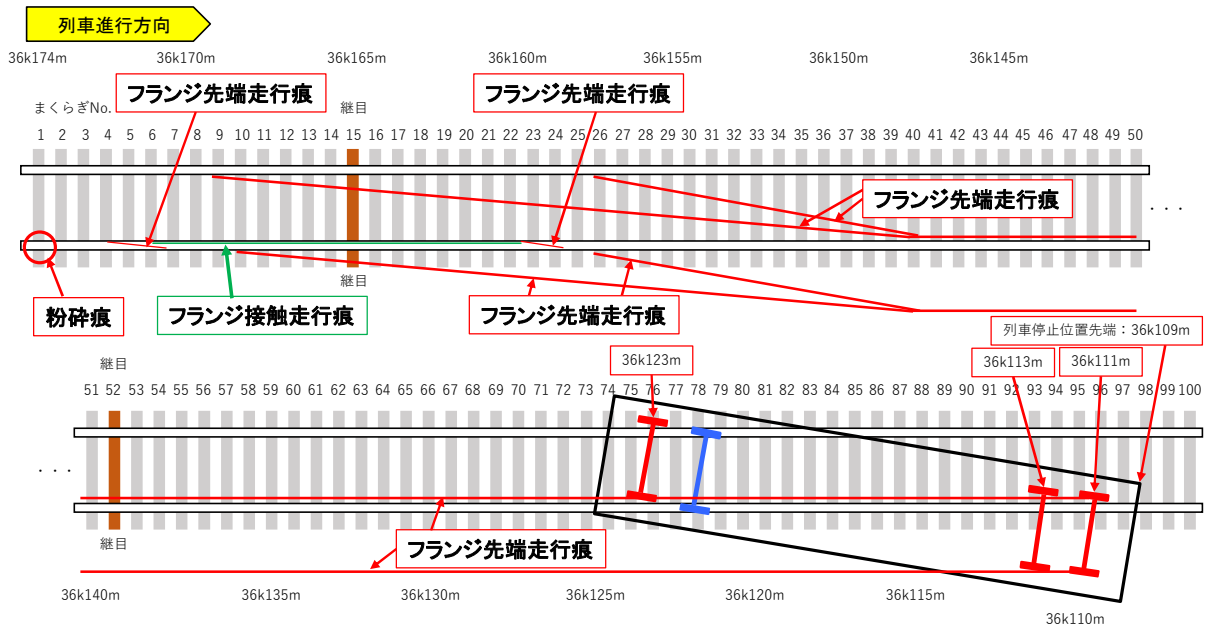 列車進行方向
36k174m 36k170m 36k165m 36k160m 36k155m 36k150m 36k145m
フランジ先端走行痕 フランジ先端走行痕
まくらぎNo. 継目
1 2 3 4 5 6 7 8 9 10 11 12 13 14 15 16 17 18 19 20 21 22 23 24 25 26 27 28 29 30 31 32 33 34 35 36 37 38 39 40 41 42 43 44 45 46 47 48 49 50
フランジ先端走行痕
・・・
継目
粉砕痕 フランジ接触走行痕 フランジ先端走行痕
列車停止位置先端：36k109m
継目 36k123m 36k113m 36k111m
51 52 53 54 55 56 57 58 59 60 61 62 63 64 65 66 67 68 69 70 71 72 73 74 75 76 77 78 79 80 81 82 83 84 85 86 87 88 89 90 91 92 93 94 95 96 97 98 99 100
・・・
継目 フランジ先端走行痕
36k140m 36k135m 36k130m 36k125m 36k120m 36k115m
36k110m